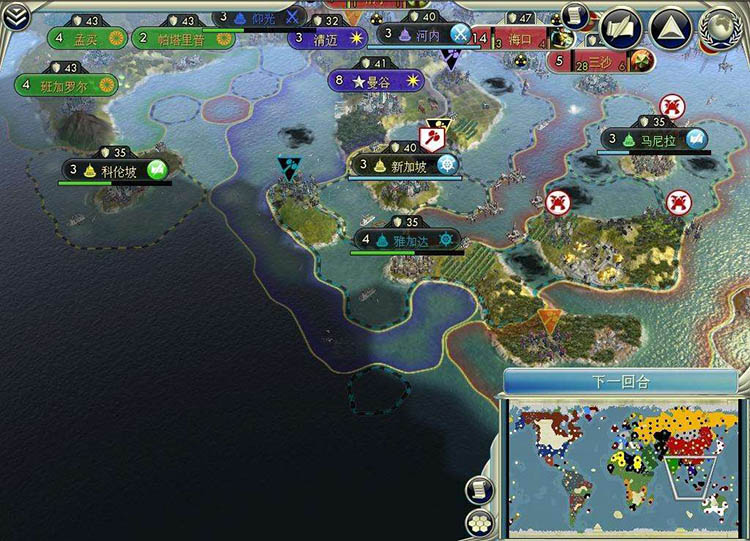 43
43
3 仰光
32
40
47
4 孟买
2 帕塔里普
3 清迈
3 河内
14 3 海口 4
43
41
5 28 三沙 6
4 班加罗尔
8 曼谷
35
35
40
3 马尼拉
3 科伦坡
3 新加坡
35
4 雅加达
下一回合